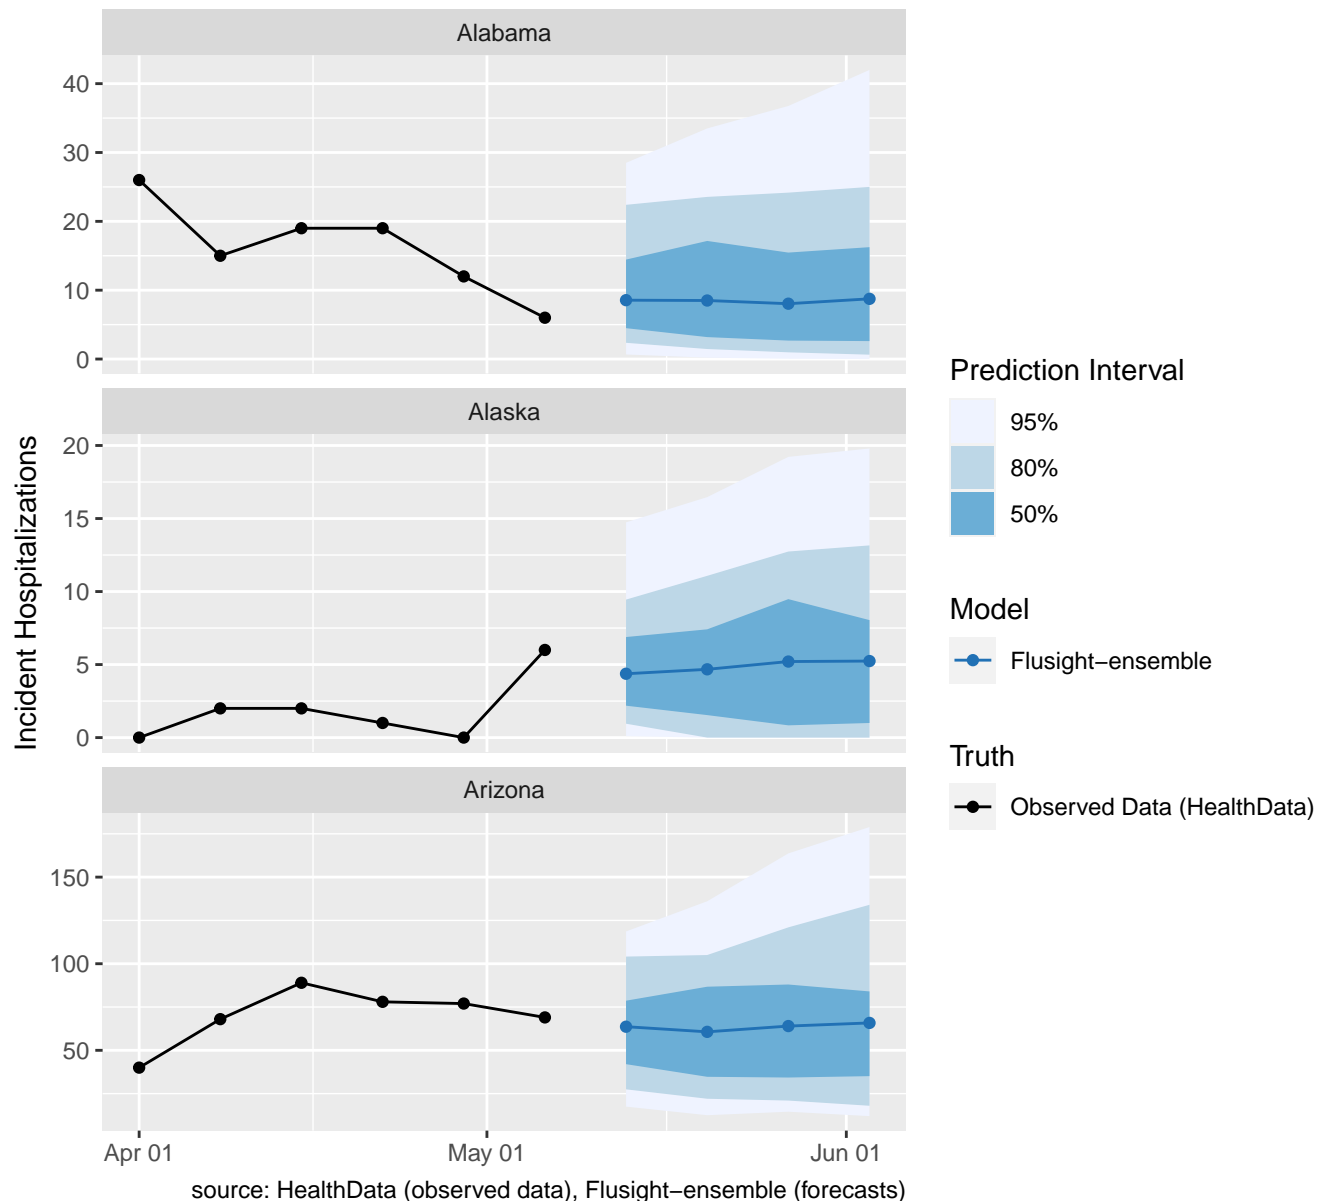 Alabama
40
30
20
10
0
Alaska
20
15
10
5
0
Arizona
150
100
50
Apr 01
May 01
Jun 01
Incident Hospitalizations
Prediction Interval
95%
80%
50%
Model
Flusight−ensemble
Truth
Observed Data (HealthData)
source: HealthData (observed data), Flusight−ensemble (forecasts)